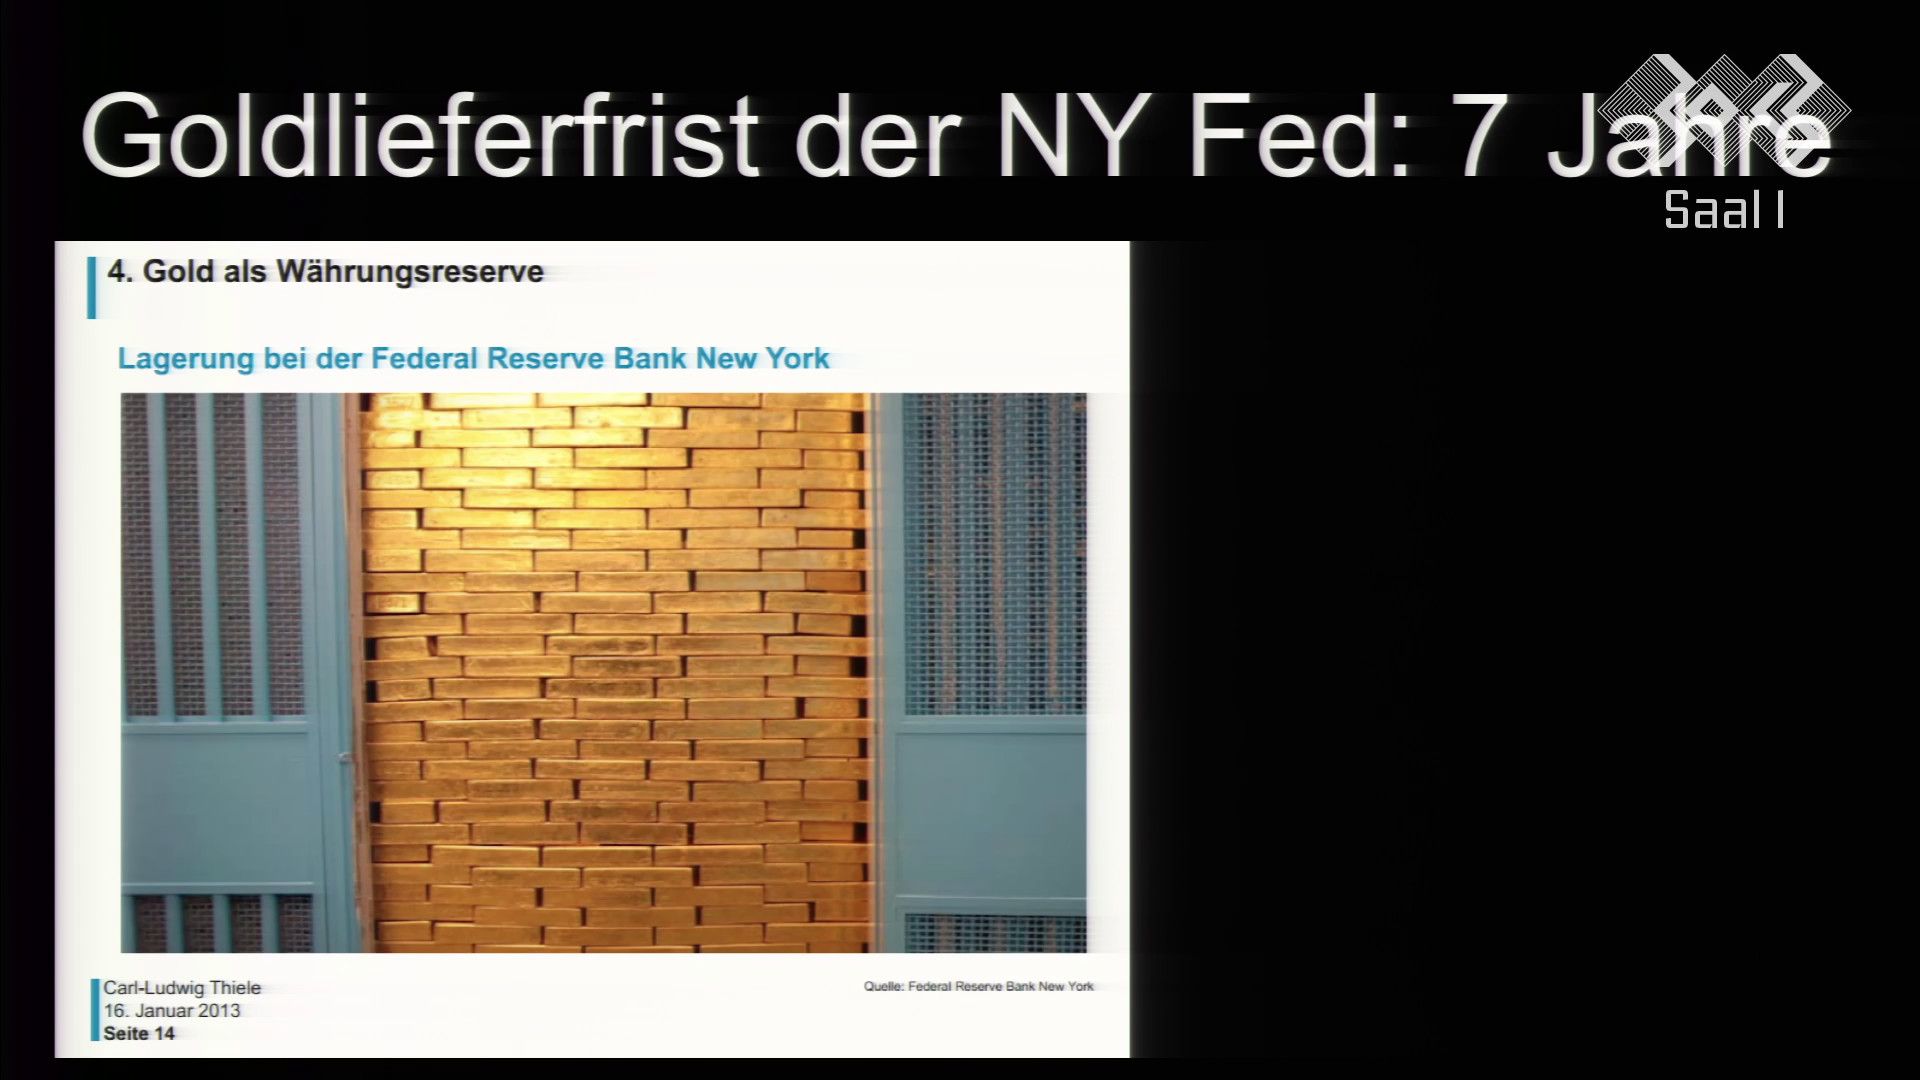 Goldlieferfrist der NY Fed: 7 Jahre
Saal 1
4. Gold als Währungsreserve
Lagerung bei der Federal Reserve Bank New York
Carl-Ludwig Thiele
16. Januar 2013
Seite 14
Quelle: Federal Reserve Bank New York